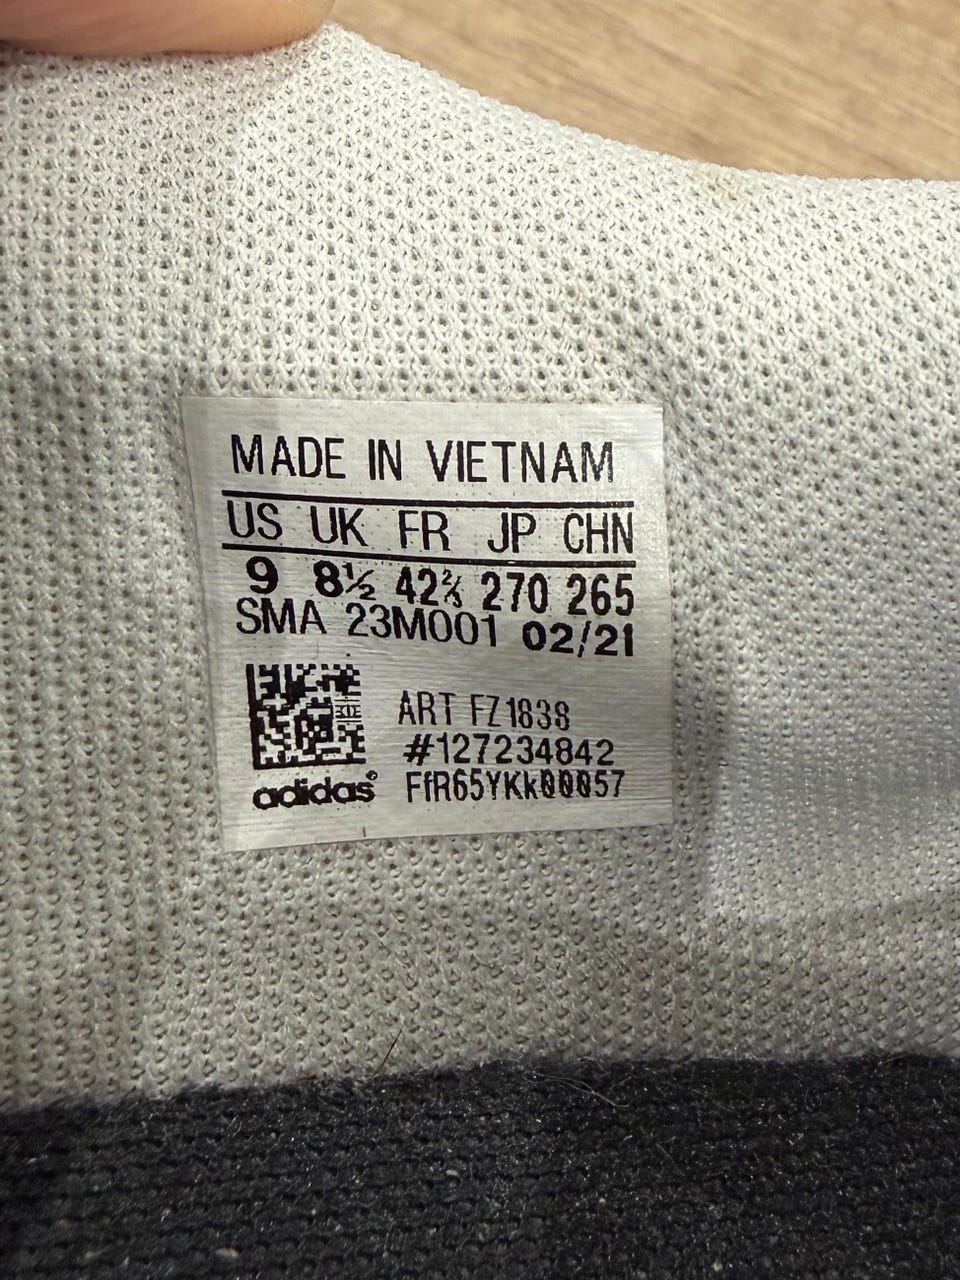 MADE IN VIETNAM
US UK FR JP CHN
9 8½ 42⅔ 270 265
SMA 23M001 02/21
ART FZ1838
#127234842
adidas® FfR65YKk00057